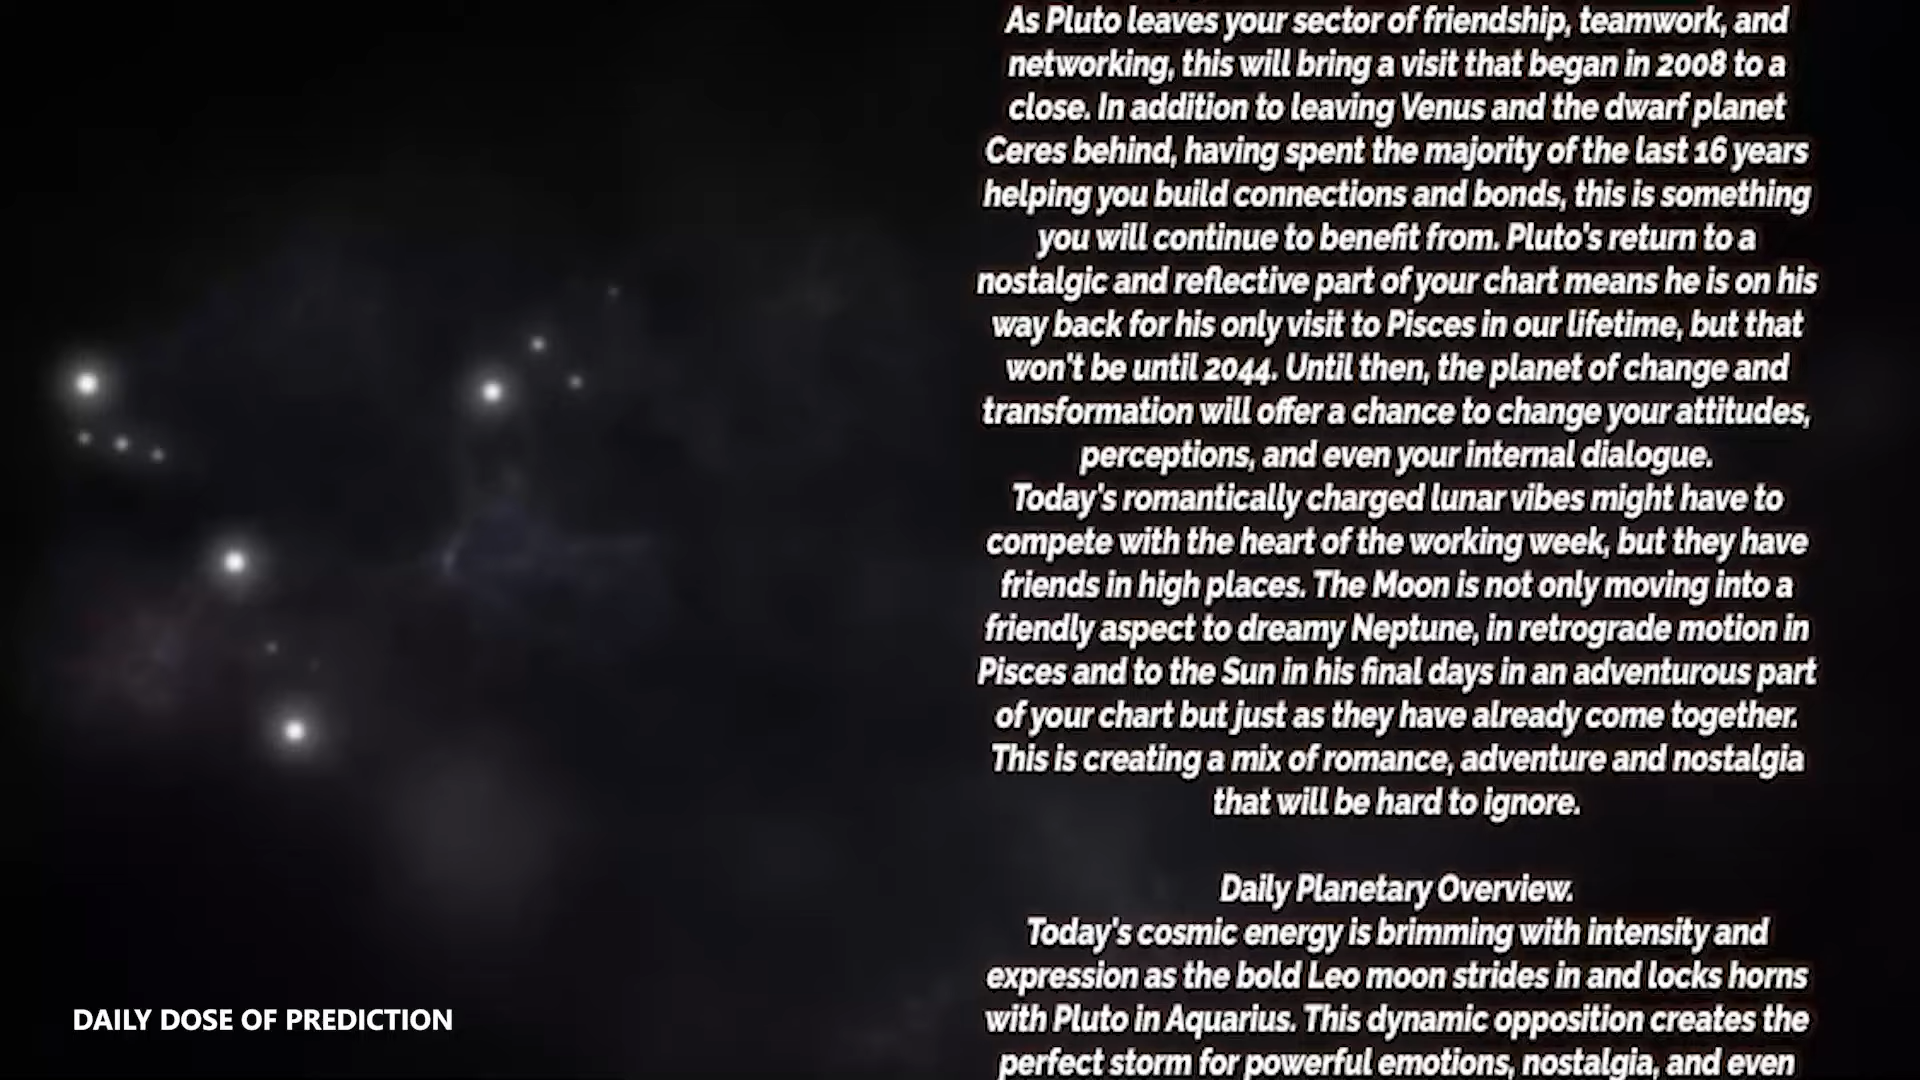 As Pluto leaves your sector of friendship, teamwork, and
networking, this will bring a visit that began in 2008 to a
close. In addition to leaving Venus and the dwarf planet
Ceres behind, having spent the majority of the last 16 years
helping you build connections and bonds, this is something
you will continue to benefit from. Pluto's return to a
nostalgic and reflective part of your chart means he is on his
way back for his only visit to Pisces in our lifetime, but that
won't be until 2044. Until then, the planet of change and
transformation will offer a chance to change your attitudes,
perceptions, and even your internal dialogue.
Today's romantically charged lunar vibes might have to
compete with the heart of the working week, but they have
friends in high places. The Moon is not only moving into a
friendly aspect to dreamy Neptune, in retrograde motion in
Pisces and to the Sun in his final days in an adventurous part
of your chart but just as they have already come together.
This is creating a mix of romance, adventure and nostalgia
that will be hard to ignore.
Daily Planetary Overview.
Today's cosmic energy is brimming with intensity and
expression as the bold Leo moon strides in and locks horns
with Pluto in Aquarius. This dynamic opposition creates the
perfect storm for powerful emotions, nostalgia, and even
DAILY DOSE OF PREDICTION